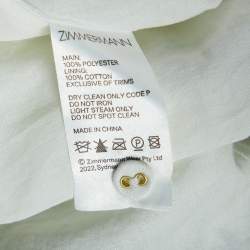 ZIMMERMANN
MAIN:
100% POLYESTER
LINING:
100% COTTON
EXCLUSIVE OF TRIMS
DRY CLEAN ONLY CODE P
DO NOT IRON
LIGHT STEAM ONLY
DO NOT SPOT CLEAN
MADE IN CHINA
© Zimmermann Wear Pty Ltd
2022, Sydney